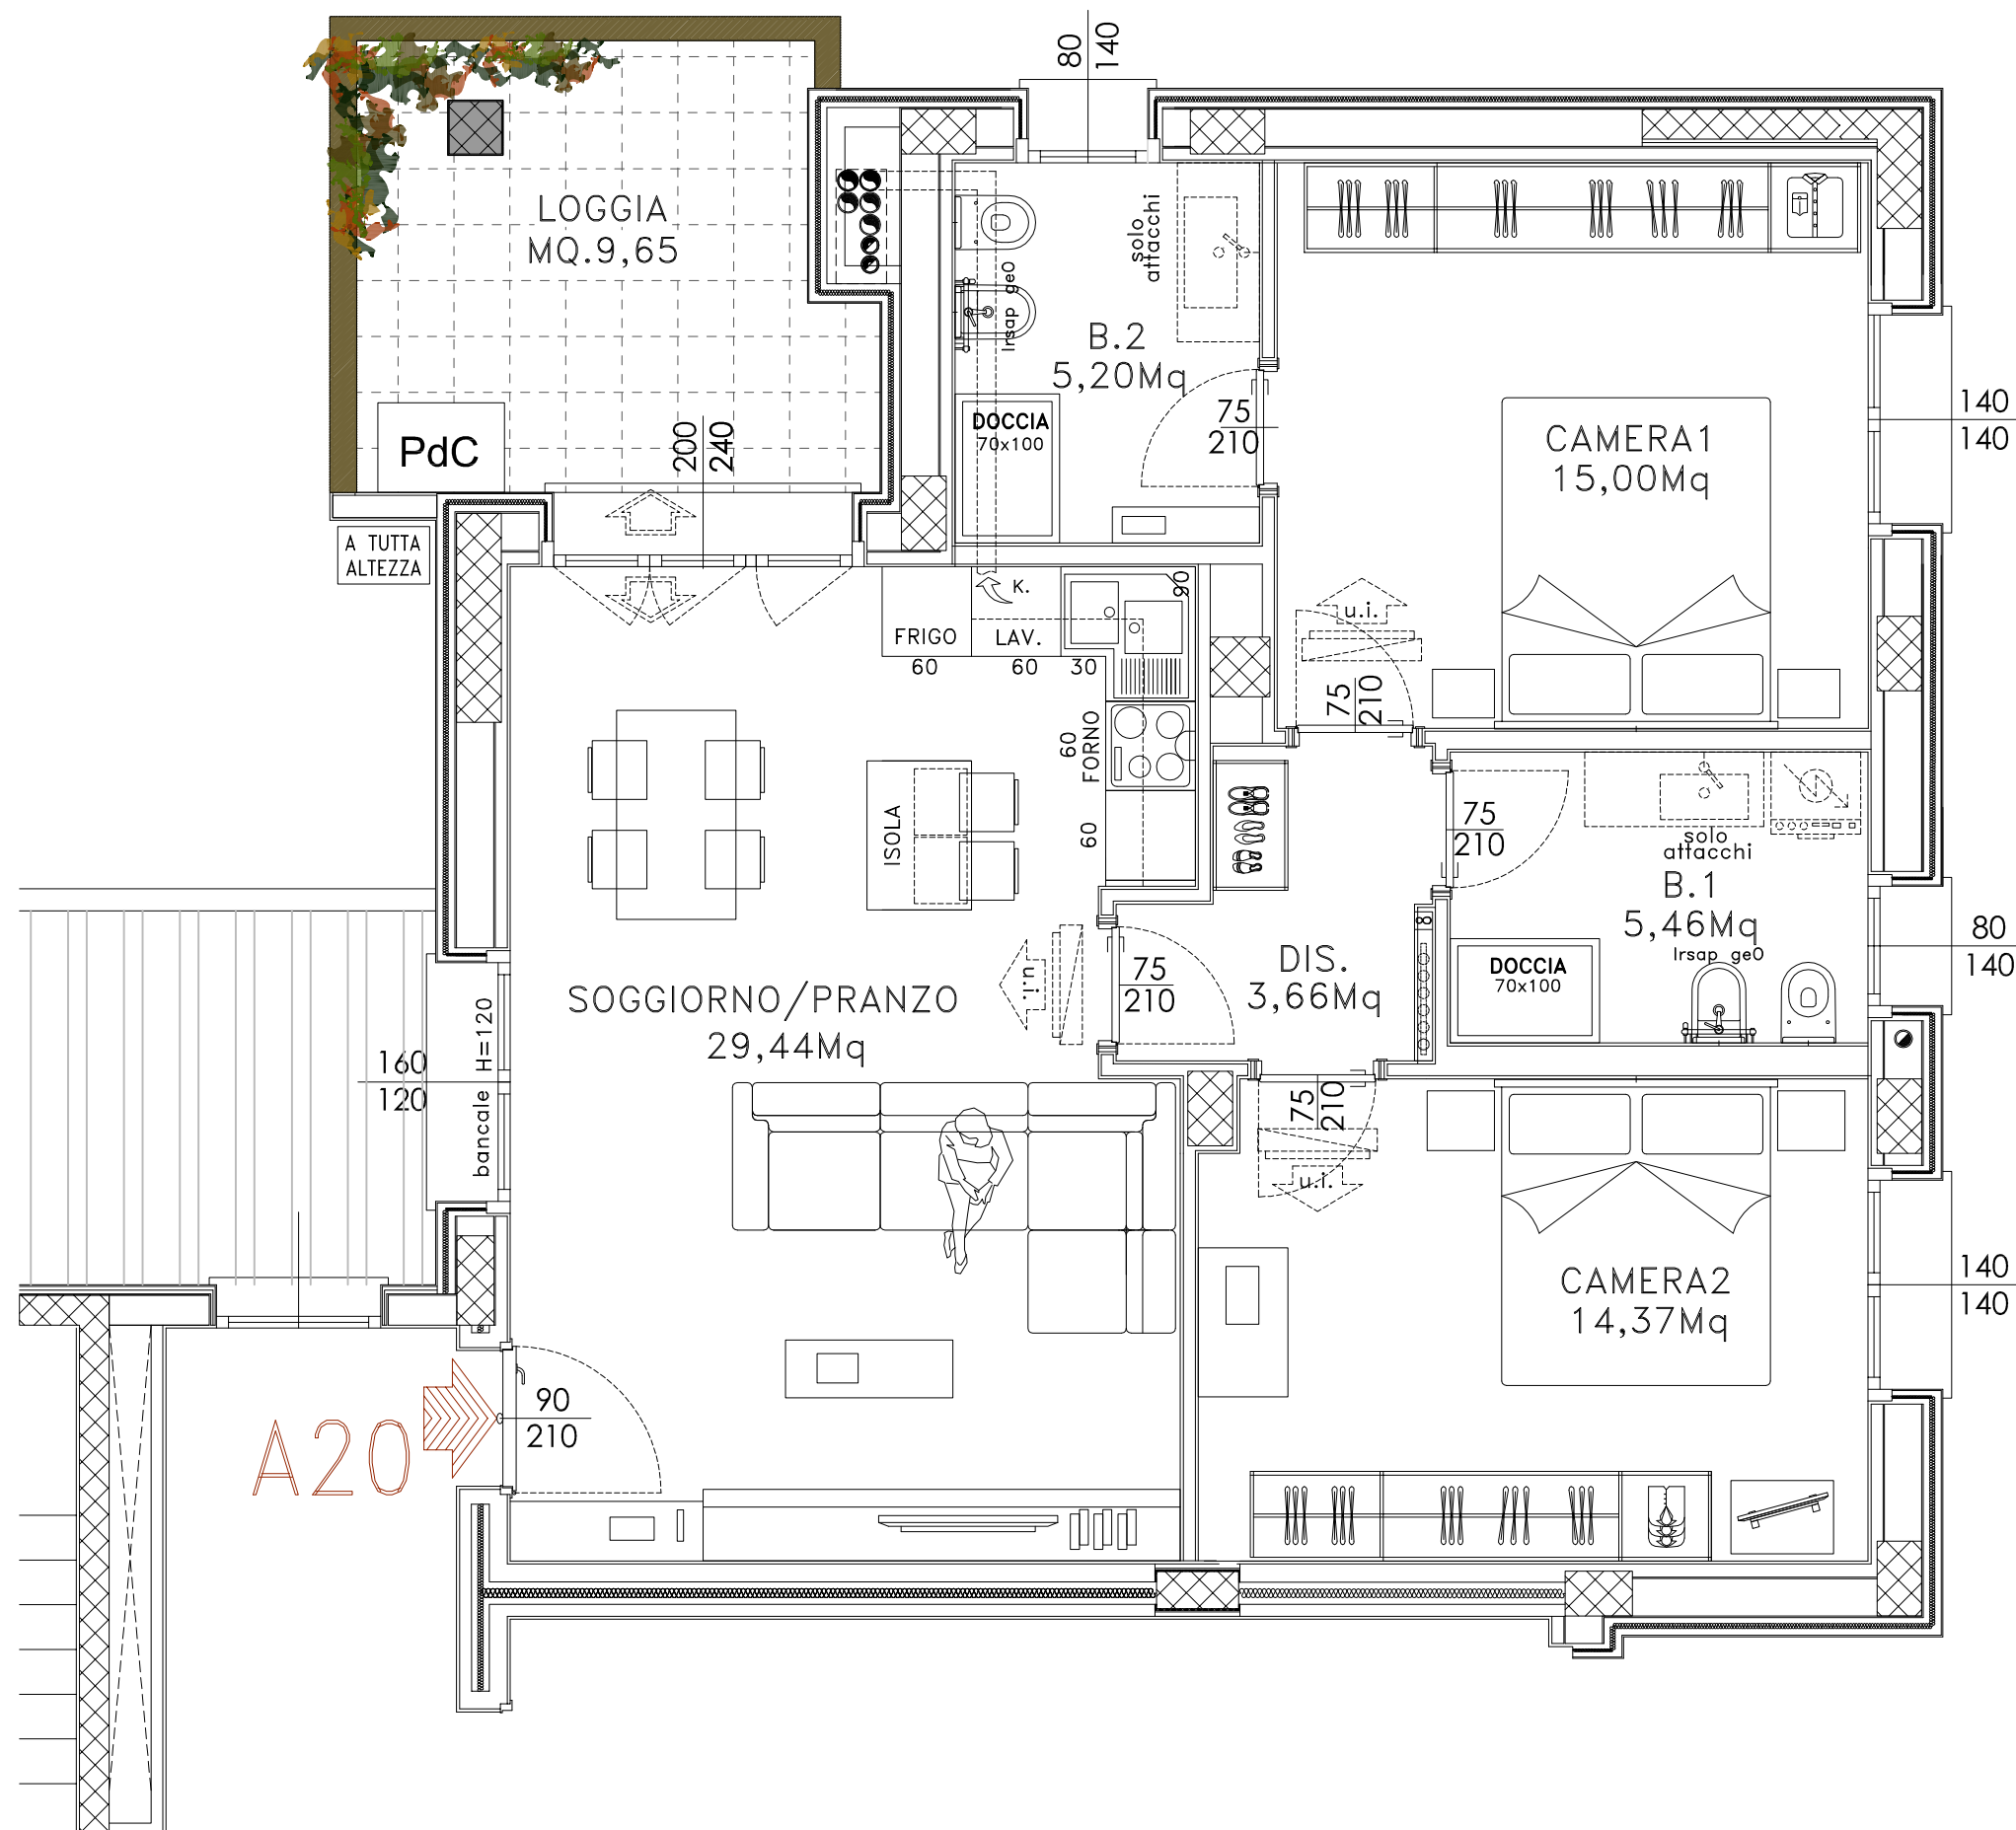 80
140
LOGGIA
MQ.9,65
solo
attacchi
Irsap ge0
B.2
5,20Mq
DOCCIA
70x100
75
210
CAMERA1
15,00Mq
140
140
PdC
200
240
A TUTTA
ALTEZZA
K.
90
FRIGO
LAV.
60
60
30
u.i.
75
210
60
FORNO
60
ISOLA
75
210
solo
attacchi
B.1
5,46Mq
Irsap ge0
DOCCIA
70x100
80
140
8
DIS.
3,66Mq
u.i.
75
210
SOGGIORNO/PRANZO
29,44Mq
160
120
bancale H=120
75
210
u.i.
CAMERA2
14,37Mq
140
140
A20
90
210